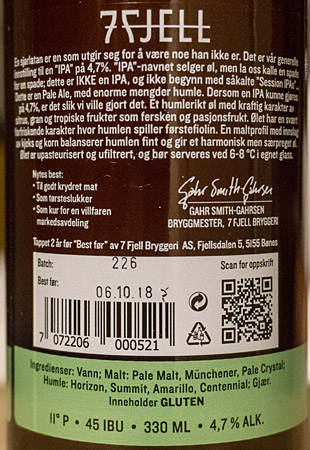 7FJELL
En sjarlatan er en som utgir seg for å være noe han ikke er. Det er vår generelle
innstilling til en "IPA" på 4,7%. "IPA"-navnet selger øl, men la oss kalle en spade
for en spade; dette er IKKE en IPA, og ikke begynn med såkalte "Session IPAs".
Dette er en Pale Ale, med enorme mengder humle. Dersom en IPA kunne gjøres
på 4,7%, er det slik vi ville gjort det. Et humlerikt øl med kraftig karakter av
sitrus, gran og tropiske frukter som fersken og pasjonsfrukt. Ølet har en svært
forfriskende karakter hvor humlen spiller førstefiolin. En maltprofil med innslag
av kjeks og korn balanserer humlen fint og gir et harmonisk men særpreget øl.
Øl er upasteurisert og ufiltrert, og bør serveres ved 6-8 °C i egnet glass.
Nytes best:
• Til godt krydret mat
• Som tørsteslukker
• Som kur for en villfaren
markedsavdeling
Gahr Smith-Gahrsen
GAHR SMITH-GAHRSEN
BRYGGMESTER, 7 FJELL BRYGGERI
Tappet 2 år før "Best før" av 7 Fjell Bryggeri AS, Fjellsdalen 5, 5155 Bønes
Batch: 226
Scan for oppskrift
Best før: 06.10.18
7 072206 000521
Ingredienser: Vann; Malt: Pale Malt, Münchener, Pale Crystal;
Humle: Horizon, Summit, Amarillo, Centennial; Gjær.
Inneholder GLUTEN
11° P • 45 IBU • 330 ML • 4,7 % ALK.